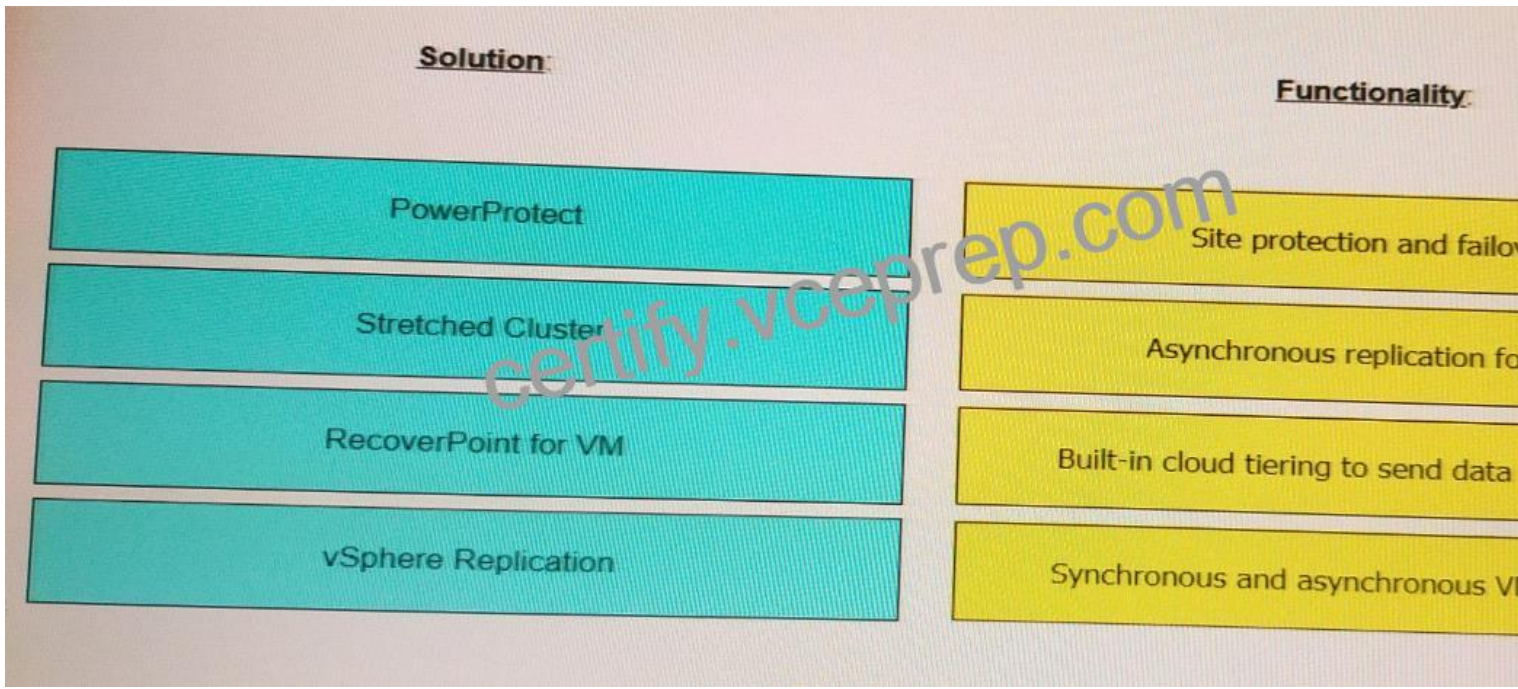 Solution:
Functionality:
PowerProtect
Stretched Cluster
RecoverPoint for VM
vSphere Replication
Site protection and
Asynchronous replication
Built-in cloud tiering to send data
Synchronous and asynchronous
certify.vceprep.com